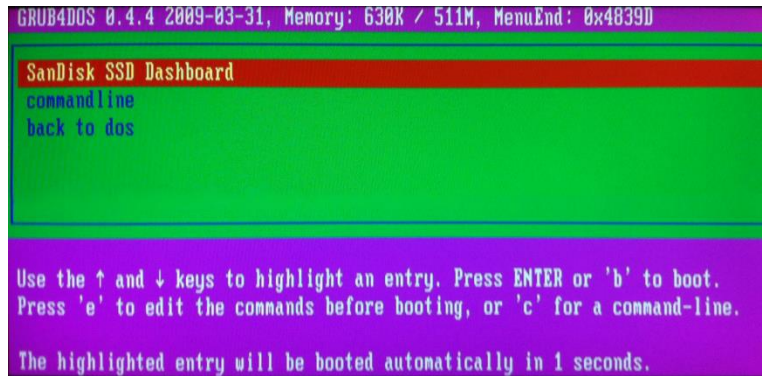 GRUB4DOS 0.4.4 2009-03-31, Memory: 630K / 511M, MenuEnd: 0x4839D
SanDisk SSD Dashboard
commandline
back to dos
Use the ↑ and ↓ keys to highlight an entry. Press ENTER or 'b' to boot.
Press 'e' to edit the commands before booting, or 'c' for a command-line.
The highlighted entry will be booted automatically in 1 seconds.